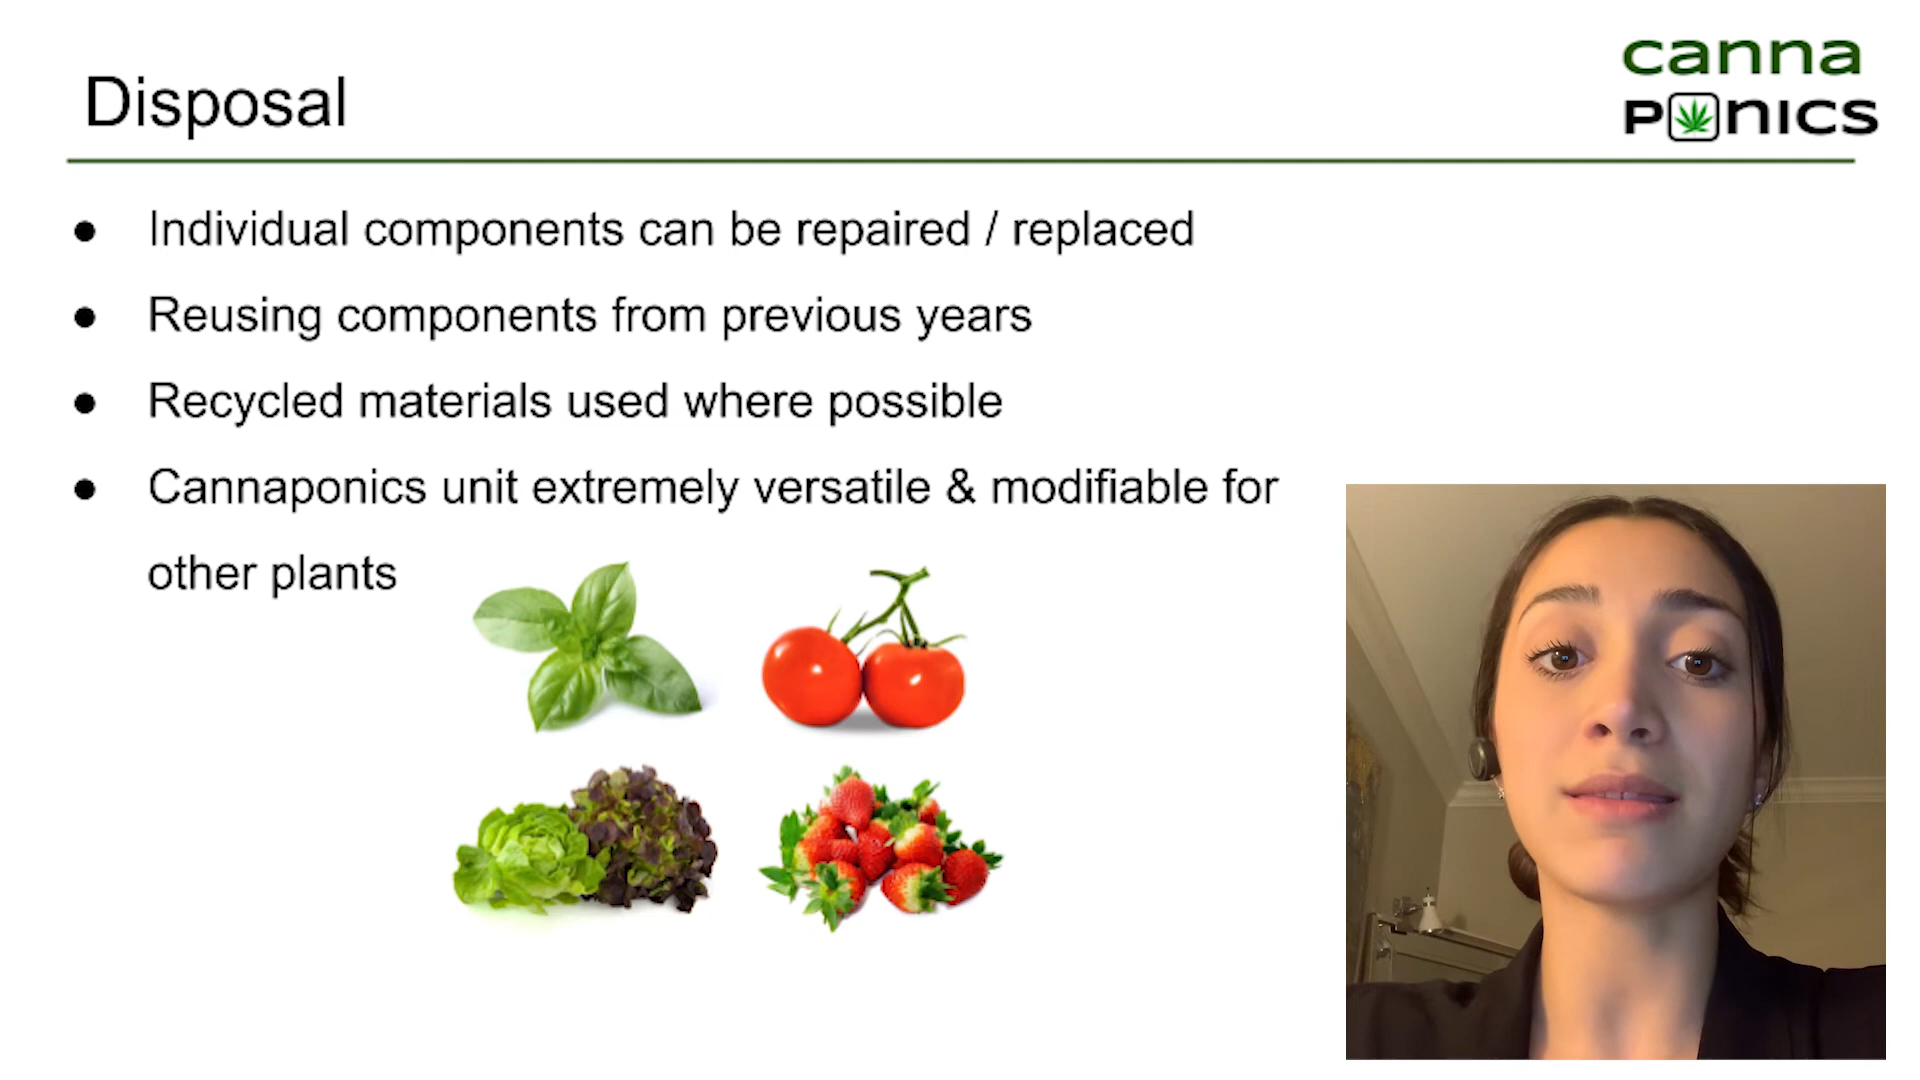 canna
PONICS
Disposal
● Individual components can be repaired / replaced
● Reusing components from previous years
● Recycled materials used where possible
● Cannaponics unit extremely versatile & modifiable for
other plants